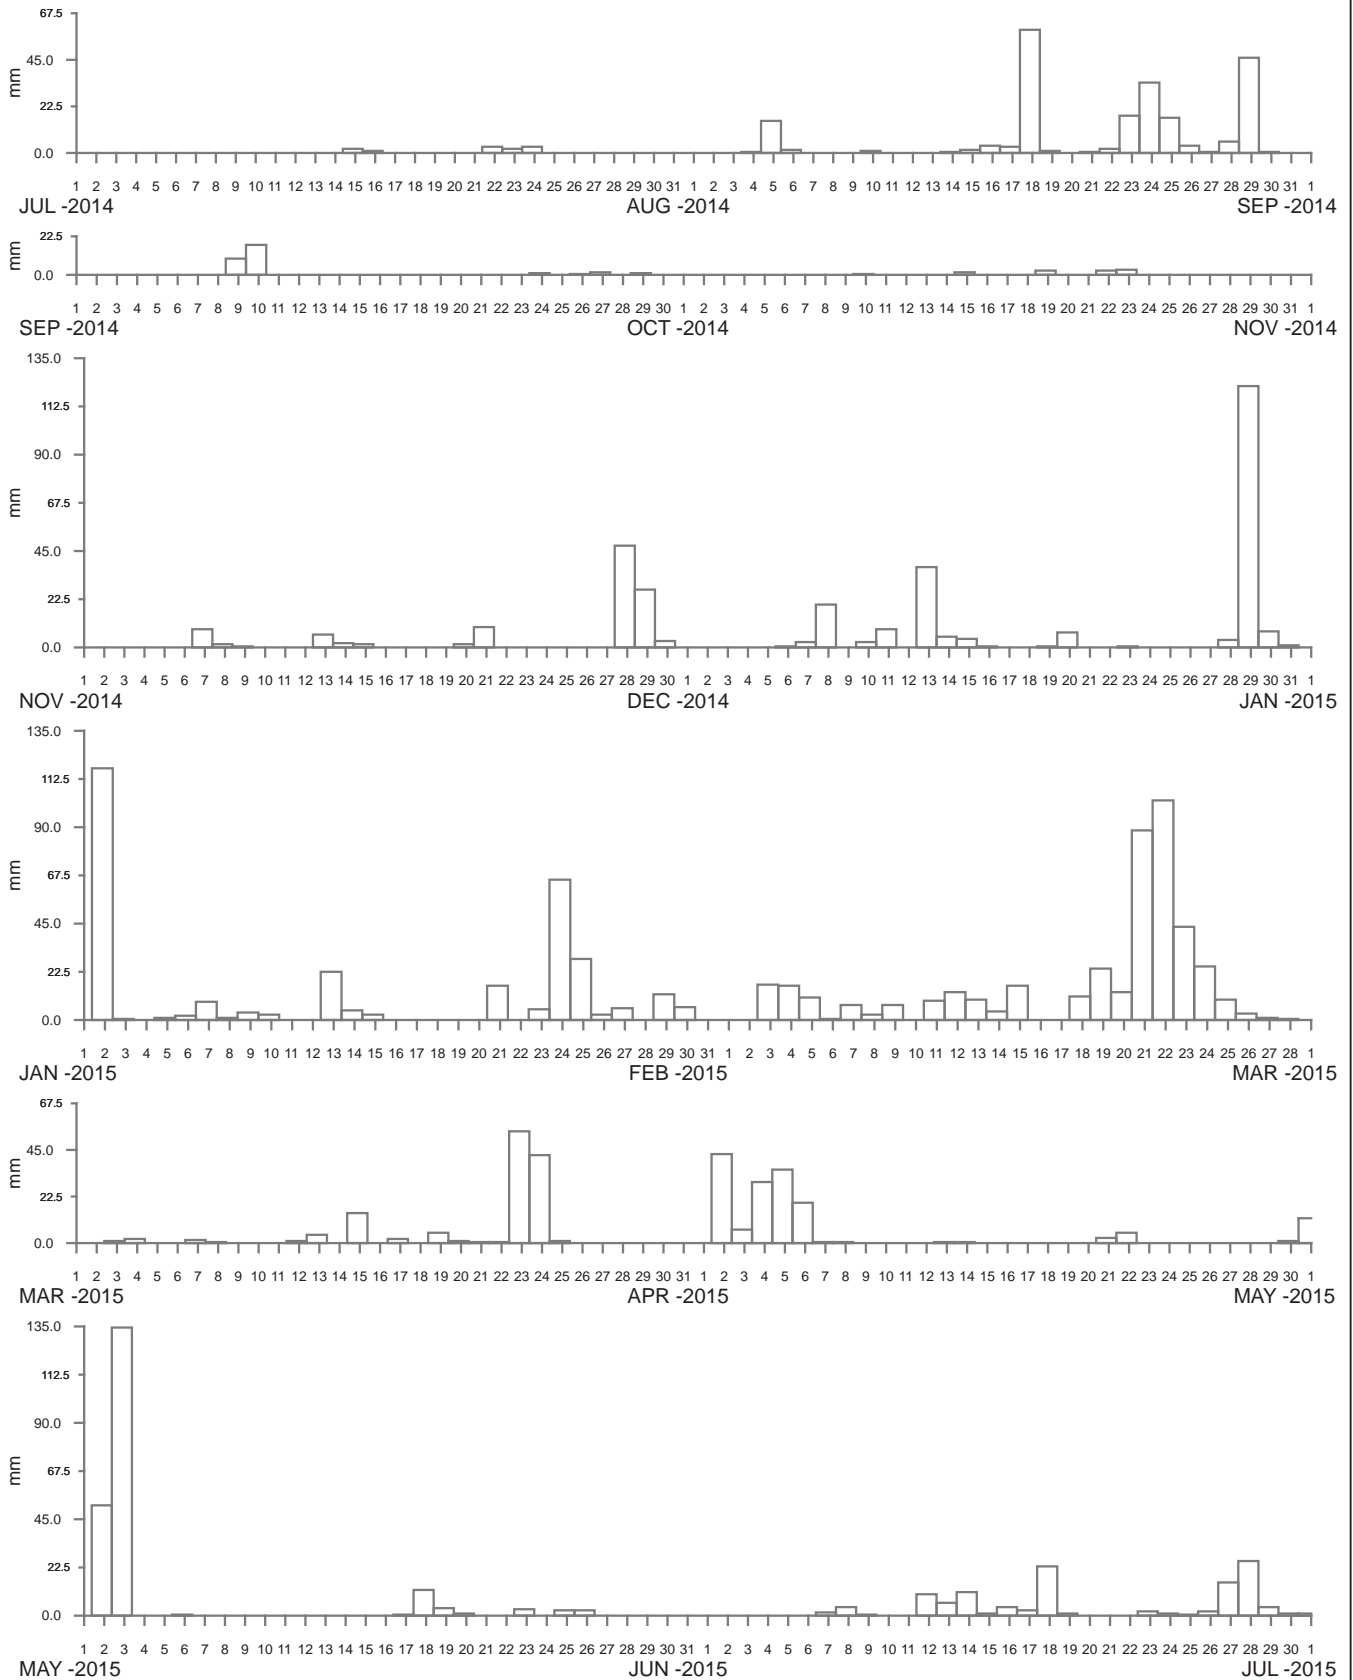 67.5
45.0
22.5
0.0
mm
1 2 3 4 5 6 7 8 9 10 11 12 13 14 15 16 17 18 19 20 21 22 23 24 25 26 27 28 29 30 31 1 2 3 4 5 6 7 8 9 10 11 12 13 14 15 16 17 18 19 20 21 22 23 24 25 26 27 28 29 30 31 1
JUL -2014 AUG -2014 SEP -2014
22.5
0.0
mm
1 2 3 4 5 6 7 8 9 10 11 12 13 14 15 16 17 18 19 20 21 22 23 24 25 26 27 28 29 30 1 2 3 4 5 6 7 8 9 10 11 12 13 14 15 16 17 18 19 20 21 22 23 24 25 26 27 28 29 30 31 1
SEP -2014 OCT -2014 NOV -2014
135.0
112.5
90.0
67.5
45.0
22.5
0.0
mm
1 2 3 4 5 6 7 8 9 10 11 12 13 14 15 16 17 18 19 20 21 22 23 24 25 26 27 28 29 30 1 2 3 4 5 6 7 8 9 10 11 12 13 14 15 16 17 18 19 20 21 22 23 24 25 26 27 28 29 30 31 1
NOV -2014 DEC -2014 JAN -2015
135.0
112.5
90.0
67.5
45.0
22.5
0.0
mm
1 2 3 4 5 6 7 8 9 10 11 12 13 14 15 16 17 18 19 20 21 22 23 24 25 26 27 28 29 30 31 1 2 3 4 5 6 7 8 9 10 11 12 13 14 15 16 17 18 19 20 21 22 23 24 25 26 27 28 1
JAN -2015 FEB -2015 MAR -2015
67.5
45.0
22.5
0.0
mm
1 2 3 4 5 6 7 8 9 10 11 12 13 14 15 16 17 18 19 20 21 22 23 24 25 26 27 28 29 30 31 1 2 3 4 5 6 7 8 9 10 11 12 13 14 15 16 17 18 19 20 21 22 23 24 25 26 27 28 29 30 1
MAR -2015 APR -2015 MAY -2015
135.0
112.5
90.0
67.5
45.0
22.5
0.0
mm
1 2 3 4 5 6 7 8 9 10 11 12 13 14 15 16 17 18 19 20 21 22 23 24 25 26 27 28 29 30 31 1 2 3 4 5 6 7 8 9 10 11 12 13 14 15 16 17 18 19 20 21 22 23 24 25 26 27 28 29 30 1
MAY -2015 JUN -2015 JUL -2015